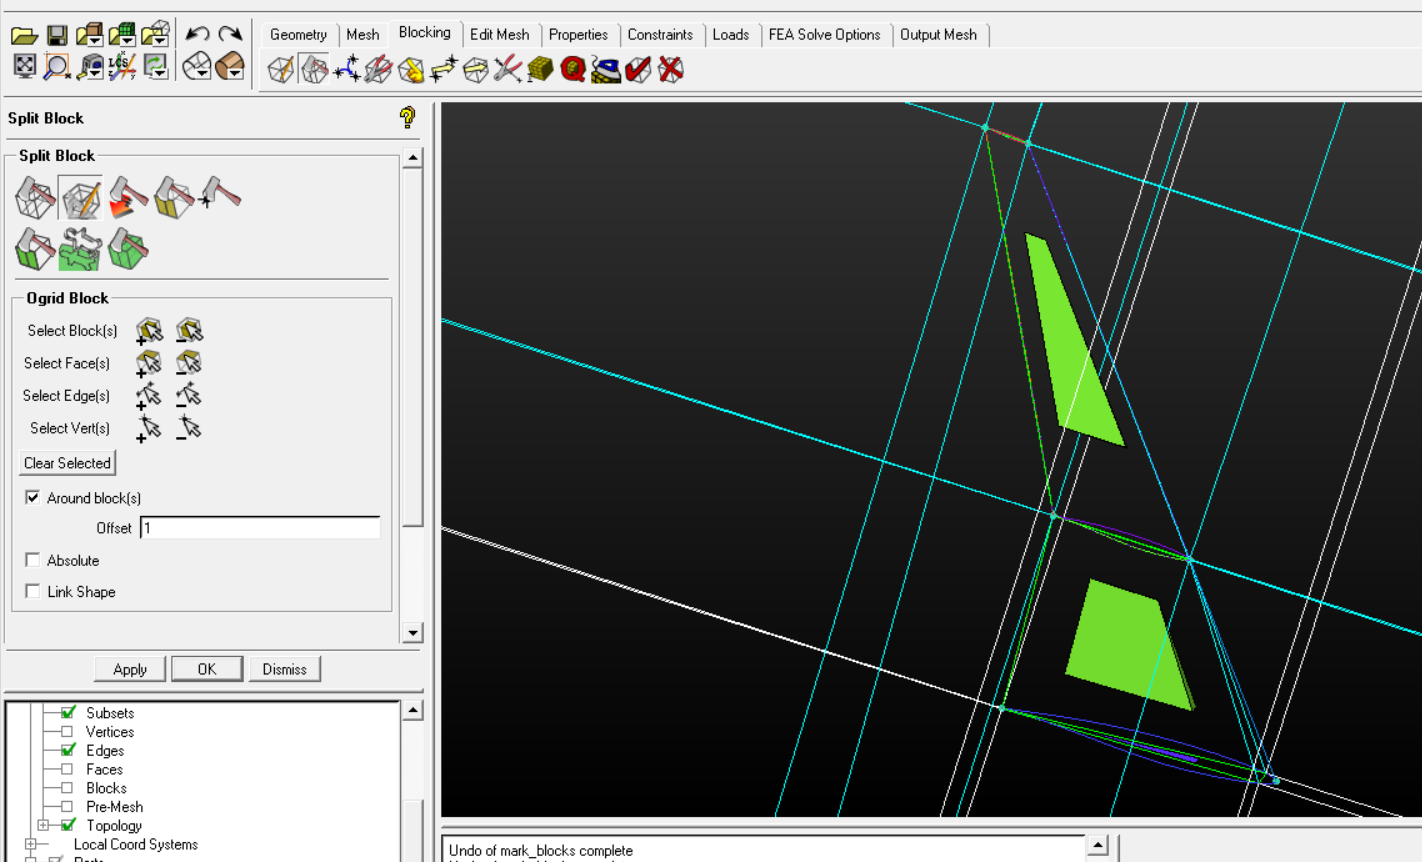 Geometry Mesh Blocking Edit Mesh Properties Constraints Loads FEA Solve Options Output Mesh
LCS
Split Block
?
Split Block
Ogrid Block
Select Block(s)
Select Face(s)
Select Edge(s)
Select Vert(s)
Clear Selected
Around block(s)
Offset 1
Absolute
Link Shape
Apply OK Dismiss
Subsets
Vertices
Edges
Faces
Blocks
Pre-Mesh
Topology
Local Coord Systems
Undo of mark_blocks complete